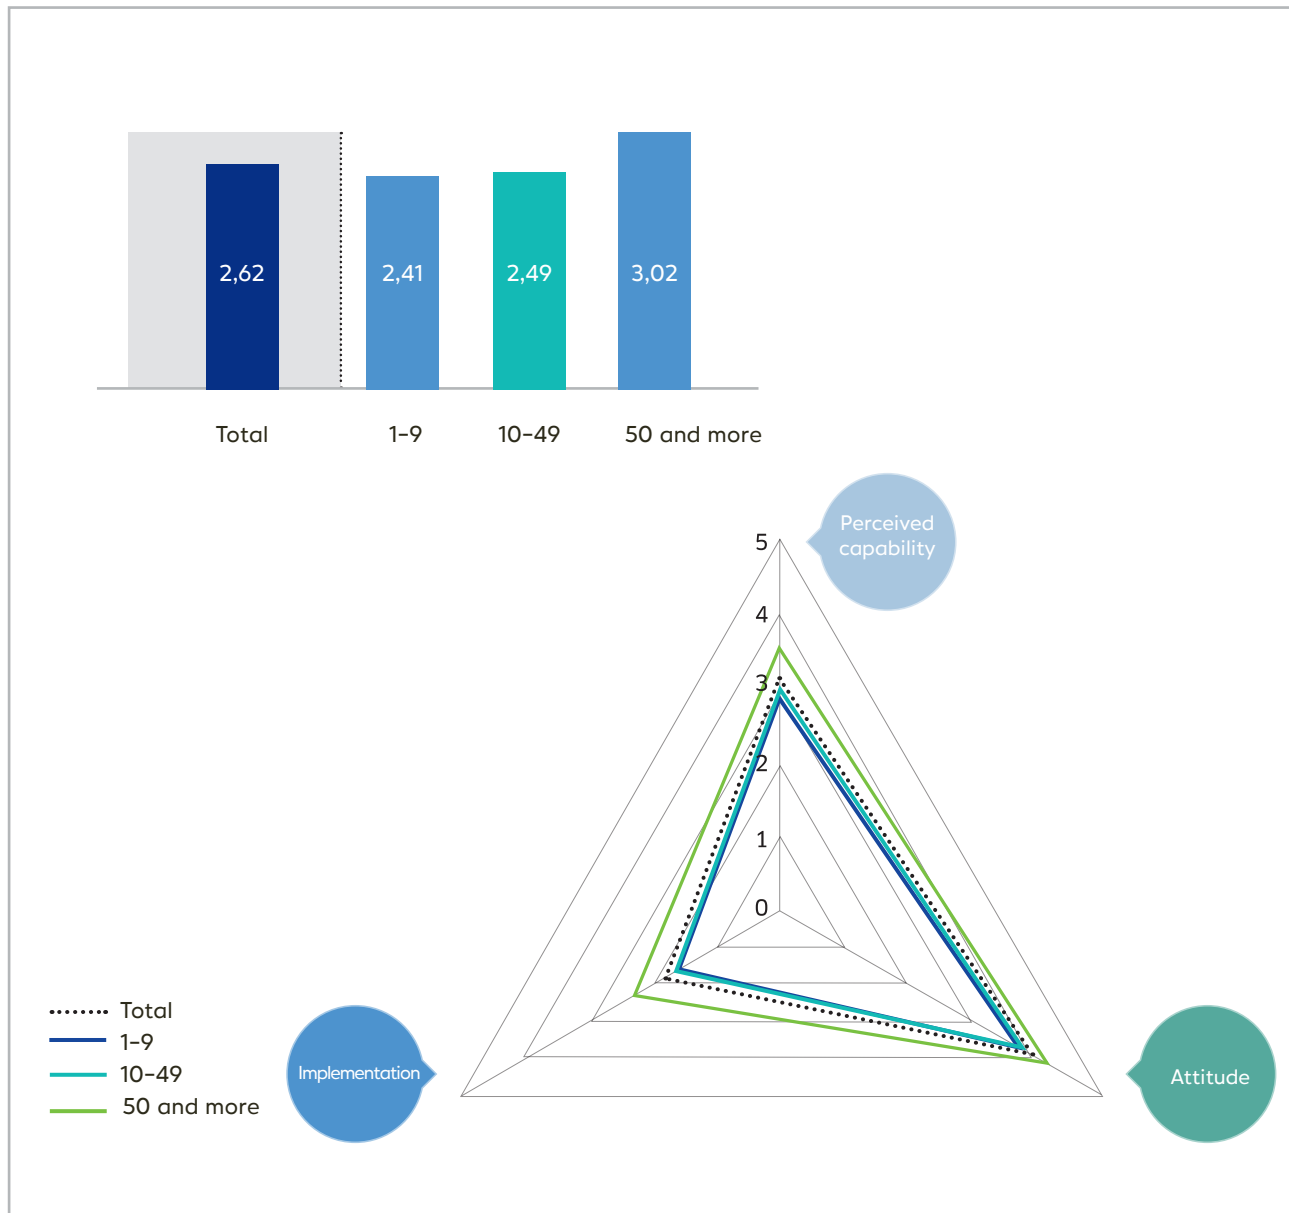 2,62
2,41
2,49
3,02
Total
1–9
10–49
50 and more
Perceived
capability
5
4
3
2
1
0
Total
1–9
10–49
50 and more
Implementation
Attitude